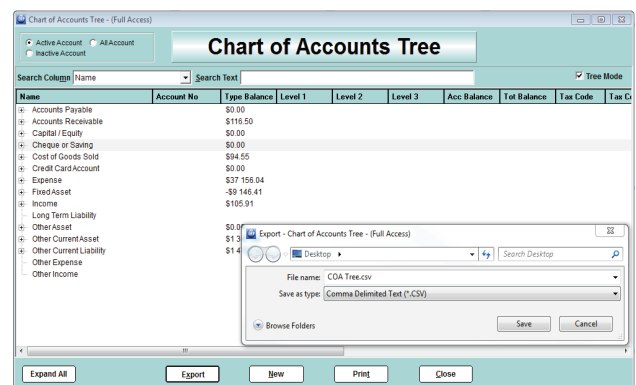 Chart of Accounts Tree - (Full Access)
Active Account All Account
Inactive Account
Chart of Accounts Tree
Search Column Name Search Text Tree Mode
Name Account No Type Balance Level 1 Level 2 Level 3 Acc Balance Tot Balance Tax Code
Accounts Payable $0.00
Accounts Receivable $116.50
Capital / Equity $0.00
Cheque or Saving $0.00
Cost of Goods Sold $94.55
Credit Card Account $0.00
Expense $37 156.04
Fixed Asset -$9 146.41
Income $105.91
Long Term Liability
Other Asset
Other Current Asset
Other Current Liability
Other Expense
Other Income
Export - Chart of Accounts Tree - (Full Access)
Desktop Search Desktop
File name: COA Tree.csv
Save as type: Comma Delimited Text (*.CSV)
Browse Folders Save Cancel
Expand All Export New Print Close